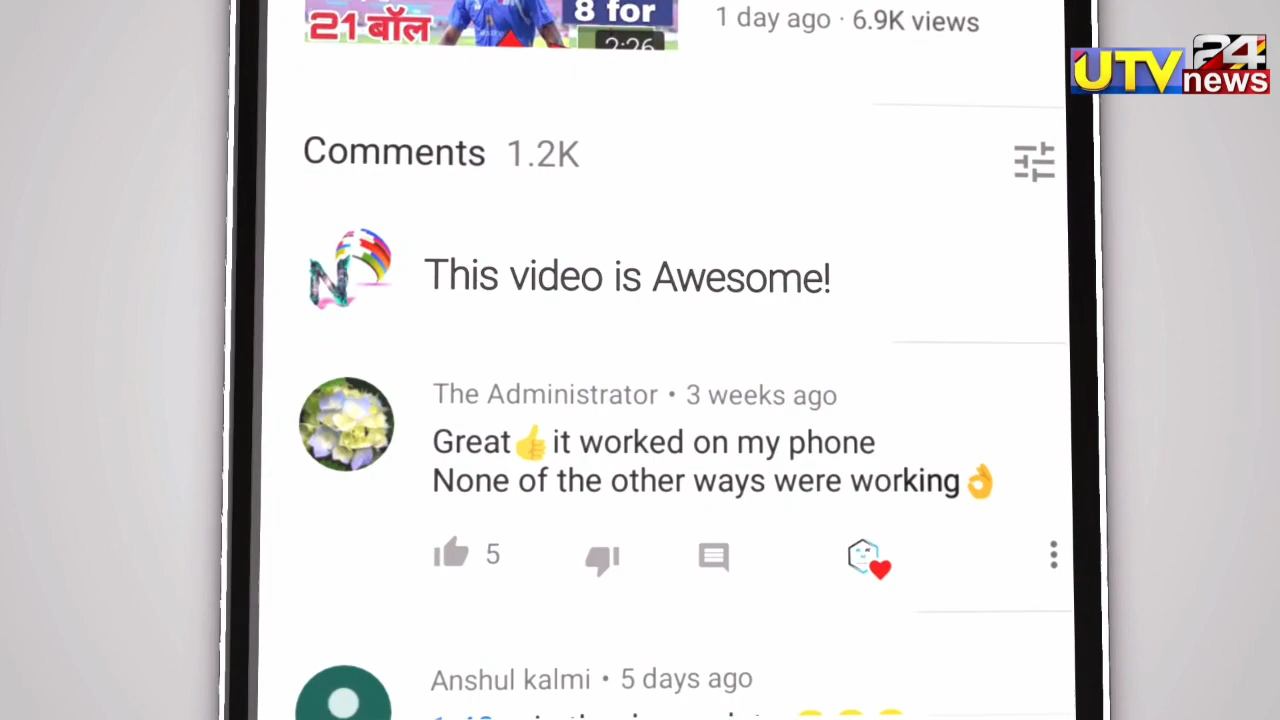 21 बॉल
8 for
2:26
1 day ago · 6.9K views
UTV 24 news
Comments 1.2K
N
This video is Awesome!
The Administrator • 3 weeks ago
Great👍it worked on my phone
None of the other ways were working👌
5
Anshul kalmi • 5 days ago